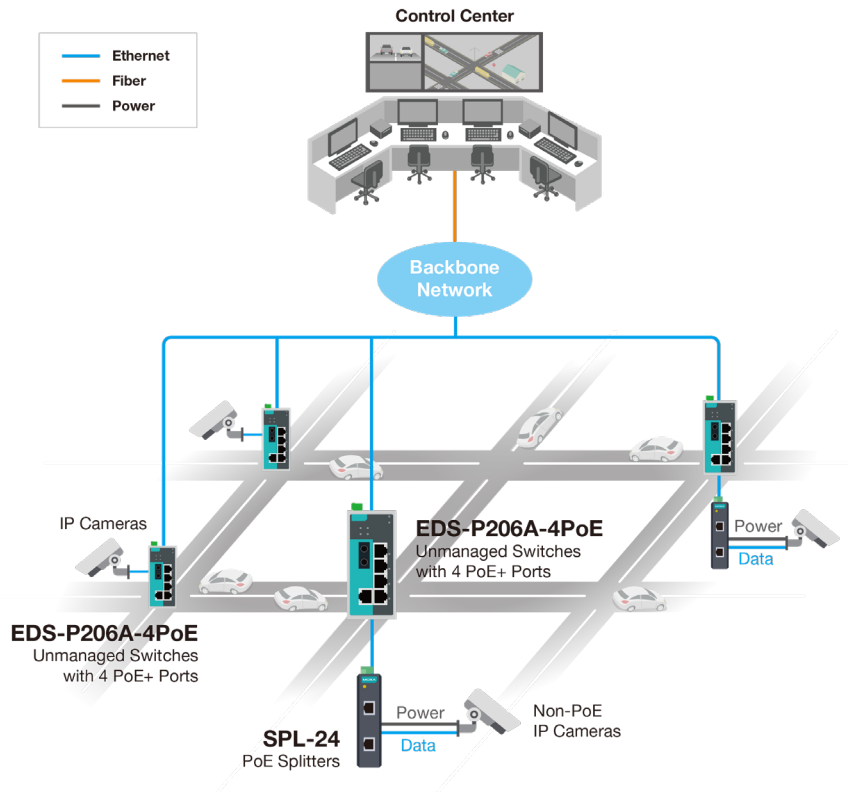 Control Center
Ethernet
Fiber
Power
Backbone
Network
IP Cameras
EDS-P206A-4PoE
Unmanaged Switches
with 4 PoE+ Ports
Power
Data
EDS-P206A-4PoE
Unmanaged Switches
with 4 PoE+ Ports
SPL-24
PoE Splitters
Power
Data
Non-PoE
IP Cameras